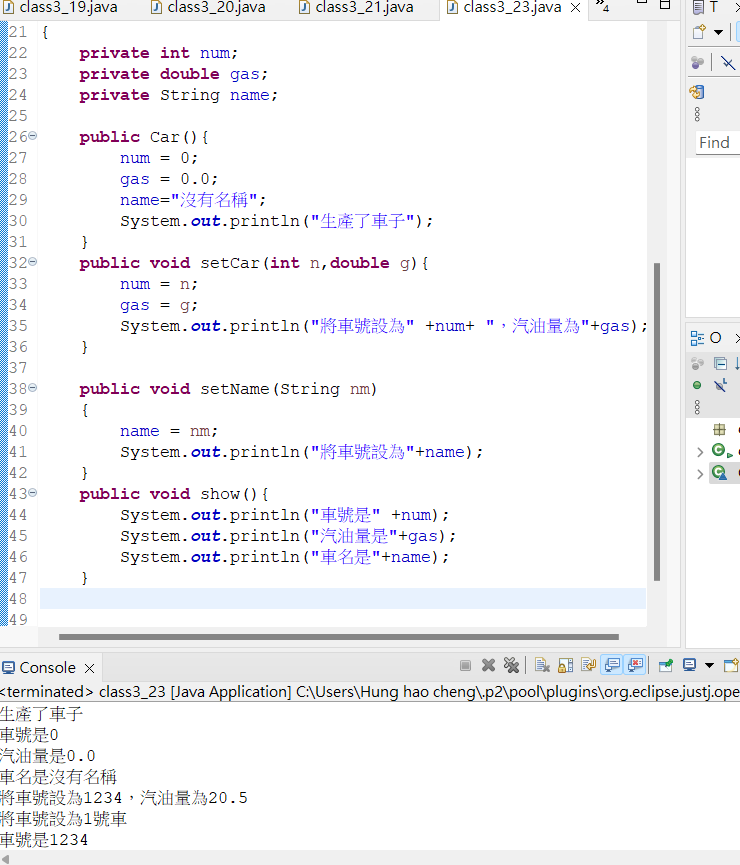 class3_19.java class3_20.java class3_21.java class3_23.java 4 T
21 {
22 private int num;
23 private double gas;
24 private String name;
25
26 public Car(){
27 num = 0;
28 gas = 0.0;
29 name="沒有名稱";
30 System.out.println("生產了車子");
31 }
32 public void setCar(int n,double g){
33 num = n;
34 gas = g;
35 System.out.println("將車號設為" +num+ "，汽油量為"+gas);
36 }
37
38 public void setName(String nm)
39 {
40 name = nm;
41 System.out.println("將車號設為"+name);
42 }
43 public void show(){
44 System.out.println("車號是" +num);
45 System.out.println("汽油量是"+gas);
46 System.out.println("車名是"+name);
47 }
48
49
Find
O
Console
<terminated> class3_23 [Java Application] C:\Users\Hung hao cheng\.p2\pool\plugins\org.eclipse.justj.ope
生產了車子
車號是0
汽油量是0.0
車名是沒有名稱
將車號設為1234，汽油量為20.5
將車號設為1號車
車號是1234